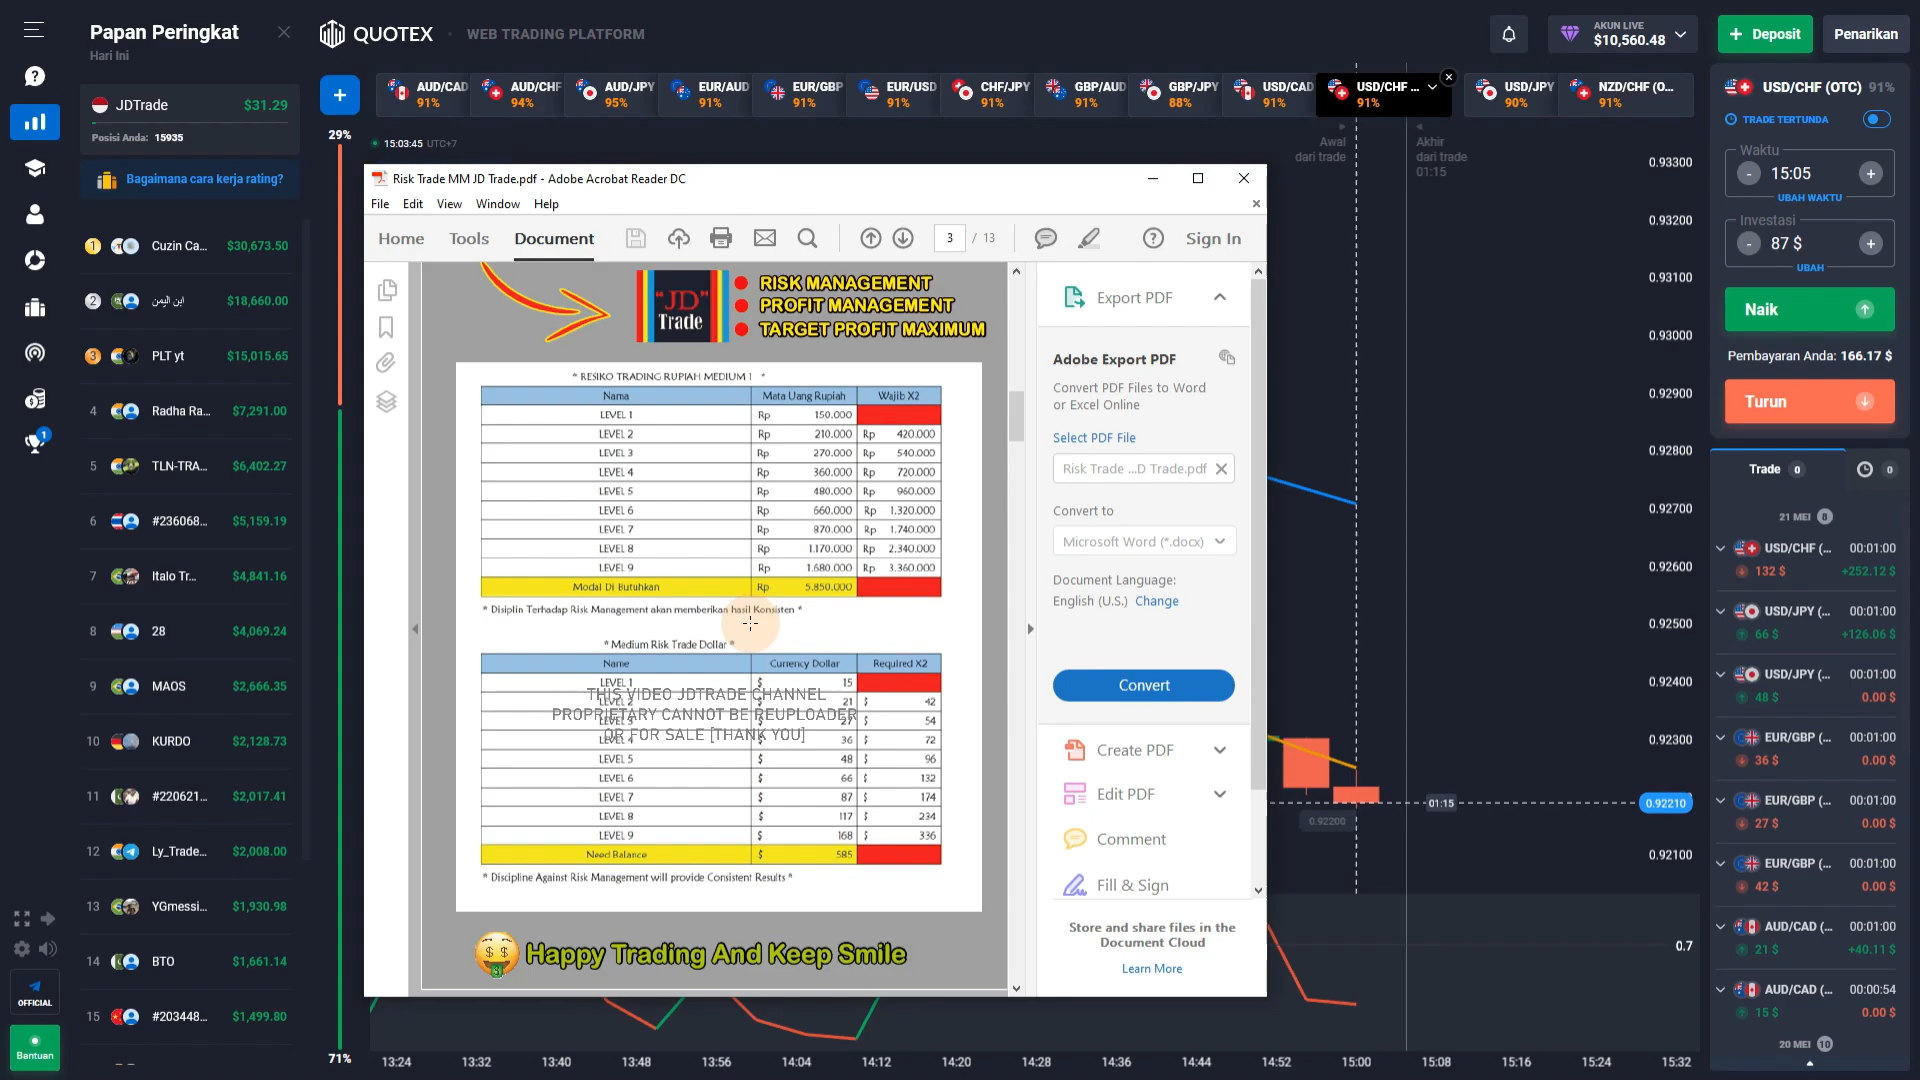 Papan Peringkat
Hari Ini
JDTrade $31.29
Posisi Anda: 15935
Bagaimana cara kerja rating?
1 Cuzin Ca... $30,673.50
2 ابن اليمن $18,660.00
3 PLT yt $15,015.65
4 Radha Ra... $7,291.00
5 TLN-TRA... $6,402.27
6 #236068... $5,159.19
7 Italo Tr... $4,841.16
8 28 $4,069.24
9 MAOS $2,666.35
10 KURDO $2,128.73
11 #220621... $2,017.41
12 Ly_Trade... $2,008.00
13 YGmessi... $1,930.98
14 BTO $1,661.14
15 #203448... $1,499.80
1
OFFICIAL
Bantuan
QUOTEX • WEB TRADING PLATFORM
AKUN LIVE
$10,560.48
+ Deposit
Penarikan
+
AUD/CAD 91%
AUD/CHF 94%
AUD/JPY 95%
EUR/AUD 91%
EUR/GBP 91%
EUR/USD 91%
CHF/JPY 91%
GBP/AUD 91%
GBP/JPY 88%
USD/CAD 91%
USD/CHF ... 91%
USD/JPY 90%
NZD/CHF (O... 91%
29%
71%
15:03:45 UTC+7
Awal
dari trade
Akhir
dari trade
01:15
Risk Trade MM JD Trade.pdf - Adobe Acrobat Reader DC
File Edit View Window Help
Home Tools Document 3 / 13 Sign In
"JD"
Trade
RISK MANAGEMENT
PROFIT MANAGEMENT
TARGET PROFIT MAXIMUM
* RESIKO TRADING RUPIAH MEDIUM 1 *
Nama Mata Uang Rupiah Wajib X2
LEVEL 1 Rp 150.000
LEVEL 2 Rp 210.000 Rp 420.000
LEVEL 3 Rp 270.000 Rp 540.000
LEVEL 4 Rp 360.000 Rp 720.000
LEVEL 5 Rp 480.000 Rp 960.000
LEVEL 6 Rp 660.000 Rp 1.320.000
LEVEL 7 Rp 870.000 Rp 1.740.000
LEVEL 8 Rp 1.170.000 Rp 2.340.000
LEVEL 9 Rp 1.680.000 Rp 3.360.000
Modal Di Butuhkan Rp 5.850.000
* Disiplin Terhadap Risk Management akan memberikan hasil Konsisten *
* Medium Risk Trade Dollar *
Name Currency Dollar Required X2
LEVEL 1 $ 15
LEVEL 2 $ 21 $ 42
LEVEL 3 $ 27 $ 54
LEVEL 4 $ 36 $ 72
LEVEL 5 $ 48 $ 96
LEVEL 6 $ 66 $ 132
LEVEL 7 $ 87 $ 174
LEVEL 8 $ 117 $ 234
LEVEL 9 $ 168 $ 336
Need Balance $ 585
* Discipline Against Risk Management will provide Consistent Results *
THIS VIDEO JDTRADE CHANNEL
PROPRIETARY CANNOT BE REUPLOADER
OR FOR SALE [THANK YOU]
Happy Trading And Keep Smile
Export PDF
Adobe Export PDF
Convert PDF Files to Word
or Excel Online
Select PDF File
Risk Trade ...D Trade.pdf
Convert to
Microsoft Word (*.docx)
Document Language:
English (U.S.) Change
Convert
Create PDF
Edit PDF
Comment
Fill & Sign
Store and share files in the
Document Cloud
Learn More
0.93300
0.93200
0.93100
0.93000
0.92900
0.92800
0.92700
0.92600
0.92500
0.92400
0.92300
01:15
0.92210
0.92200
0.92100
0.7
13:24 13:32 13:40 13:48 13:56 14:04 14:12 14:20 14:28 14:36 14:44 14:52 15:00 15:08 15:16 15:24 15:32
USD/CHF (OTC) 91%
TRADE TERTUNDA
Waktu
- 15:05 +
UBAH WAKTU
Investasi
- 87 $ +
UBAH
Naik
Pembayaran Anda: 166.17 $
Turun
Trade 0 0
21 MEI 8
USD/CHF (... 00:01:00
132 $ +252.12 $
USD/JPY (... 00:01:00
66 $ +126.06 $
USD/JPY (... 00:01:00
48 $ 0.00 $
EUR/GBP (... 00:01:00
36 $ 0.00 $
EUR/GBP (... 00:01:00
27 $ 0.00 $
EUR/GBP (... 00:01:00
42 $ 0.00 $
AUD/CAD (... 00:01:00
21 $ +40.11 $
AUD/CAD (... 00:00:54
15 $ 0.00 $
20 MEI 10